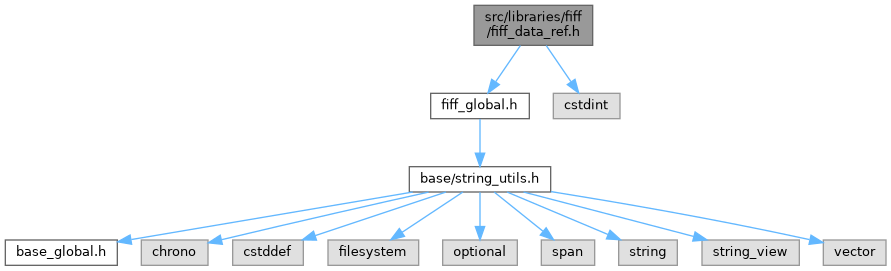 src/libraries/fiff
/fiff_data_ref.h
fiff_global.h
cstdint
base/string_utils.h
base_global.h
chrono
cstddef
filesystem
optional
span
string
string_view
vector